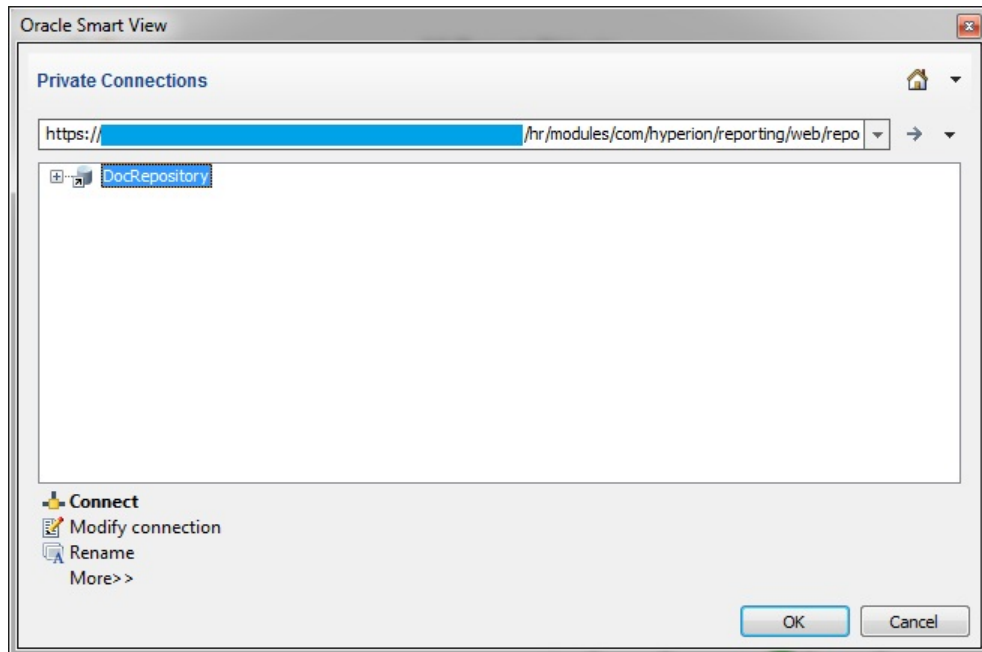 Oracle Smart View
Private Connections
https:// /hr/modules/com/hyperion/reporting/web/repo
DocRepository
Connect
Modify connection
Rename
More>>
OK Cancel